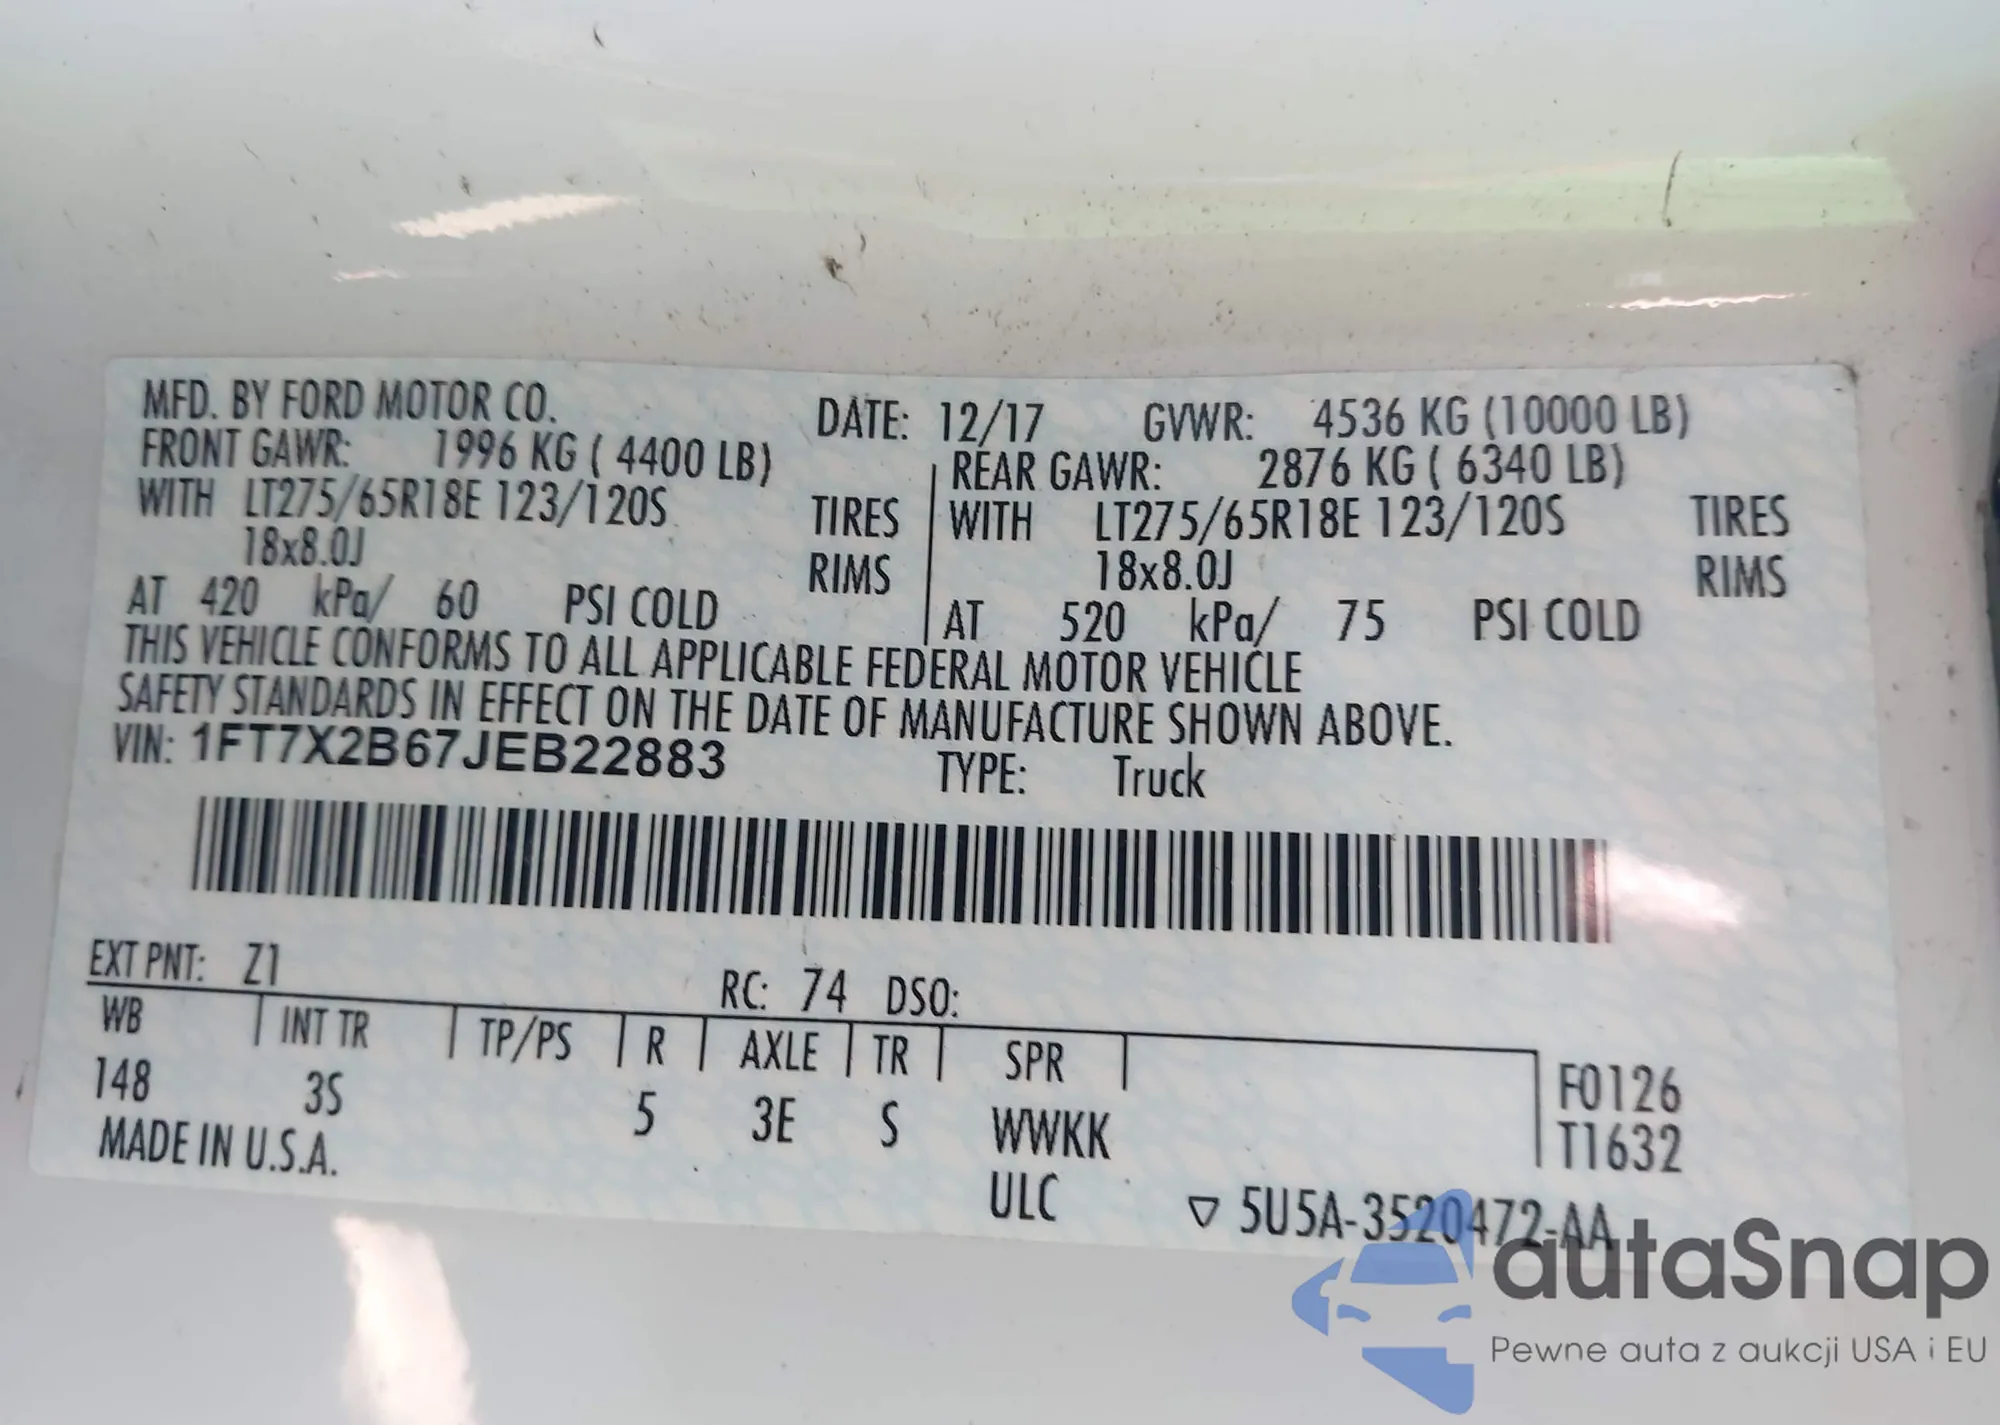 MFD. BY FORD MOTOR CO. DATE: 12/17 GVWR: 4536 KG (10000 LB)
FRONT GAWR: 1996 KG ( 4400 LB) REAR GAWR: 2876 KG ( 6340 LB)
WITH LT275/65R18E 123/120S TIRES WITH LT275/65R18E 123/120S TIRES
18x8.0J RIMS 18x8.0J RIMS
AT 420 kPa/ 60 PSI COLD AT 520 kPa/ 75 PSI COLD
THIS VEHICLE CONFORMS TO ALL APPLICABLE FEDERAL MOTOR VEHICLE
SAFETY STANDARDS IN EFFECT ON THE DATE OF MANUFACTURE SHOWN ABOVE.
VIN: 1FT7X2B67JEB22883 TYPE: Truck
EXT PNT: Z1 RC: 74 DSO:
WB INT TR TP/PS R AXLE TR SPR F0126
148 3S 5 3E S WWKK T1632
MADE IN U.S.A. ULC ▽ 5U5A-3520472-AA
autaSnap
Pewne auta z aukcji USA i EU